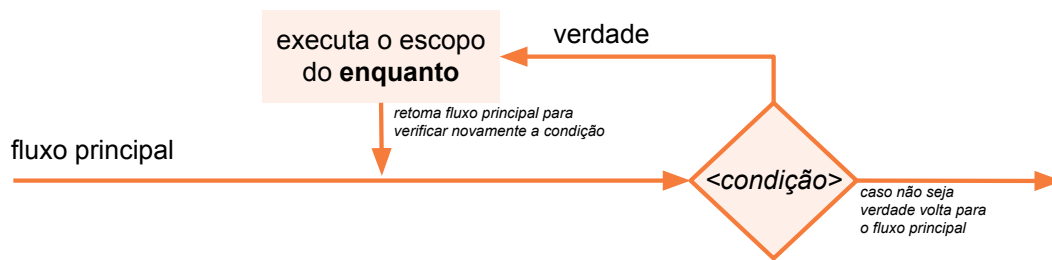 executa o escopo
do enquanto
verdade
retoma fluxo principal para
verificar novamente a condição
fluxo principal
<condição>
caso não seja
verdade volta para
o fluxo principal